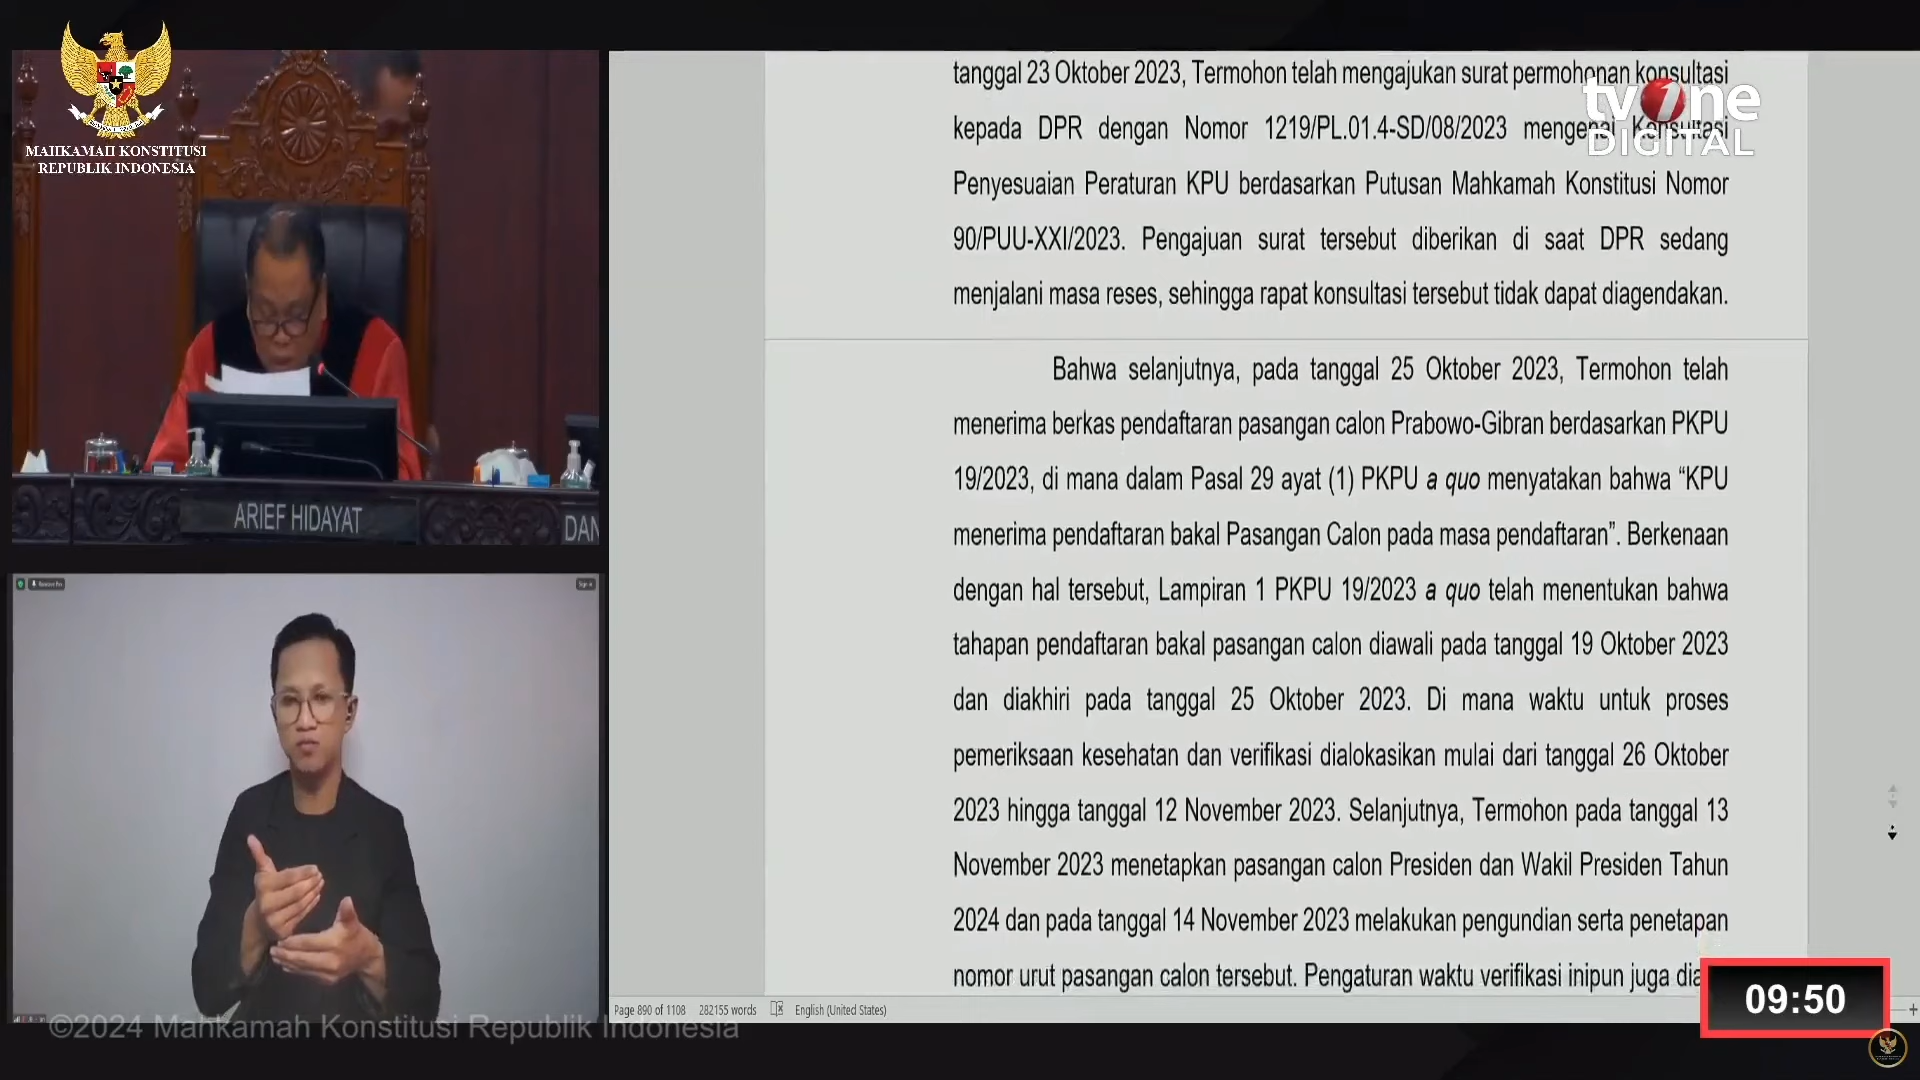 MAHKAMAH KONSTITUSI
REPUBLIK INDONESIA
ARIEF HIDAYAT
DAN
tanggal 23 Oktober 2023, Termohon telah mengajukan surat permohonan konsultasi
kepada DPR dengan Nomor 1219/PL.01.4-SD/08/2023 mengenai Konsultasi
Penyesuaian Peraturan KPU berdasarkan Putusan Mahkamah Konstitusi Nomor
90/PUU-XXI/2023. Pengajuan surat tersebut diberikan di saat DPR sedang
menjalani masa reses, sehingga rapat konsultasi tersebut tidak dapat diagendakan.
Bahwa selanjutnya, pada tanggal 25 Oktober 2023, Termohon telah
menerima berkas pendaftaran pasangan calon Prabowo-Gibran berdasarkan PKPU
19/2023, di mana dalam Pasal 29 ayat (1) PKPU a quo menyatakan bahwa “KPU
menerima pendaftaran bakal Pasangan Calon pada masa pendaftaran”. Berkenaan
dengan hal tersebut, Lampiran 1 PKPU 19/2023 a quo telah menentukan bahwa
tahapan pendaftaran bakal pasangan calon diawali pada tanggal 19 Oktober 2023
dan diakhiri pada tanggal 25 Oktober 2023. Di mana waktu untuk proses
pemeriksaan kesehatan dan verifikasi dialokasikan mulai dari tanggal 26 Oktober
2023 hingga tanggal 12 November 2023. Selanjutnya, Termohon pada tanggal 13
November 2023 menetapkan pasangan calon Presiden dan Wakil Presiden Tahun
2024 dan pada tanggal 14 November 2023 melakukan pengundian serta penetapan
nomor urut pasangan calon tersebut. Pengaturan waktu verifikasi inipun juga dia
tvOne
DIGITAL
Page 890 of 1108 282155 words English (United States)
09:50
©2024 Mahkamah Konstitusi Republik Indonesia